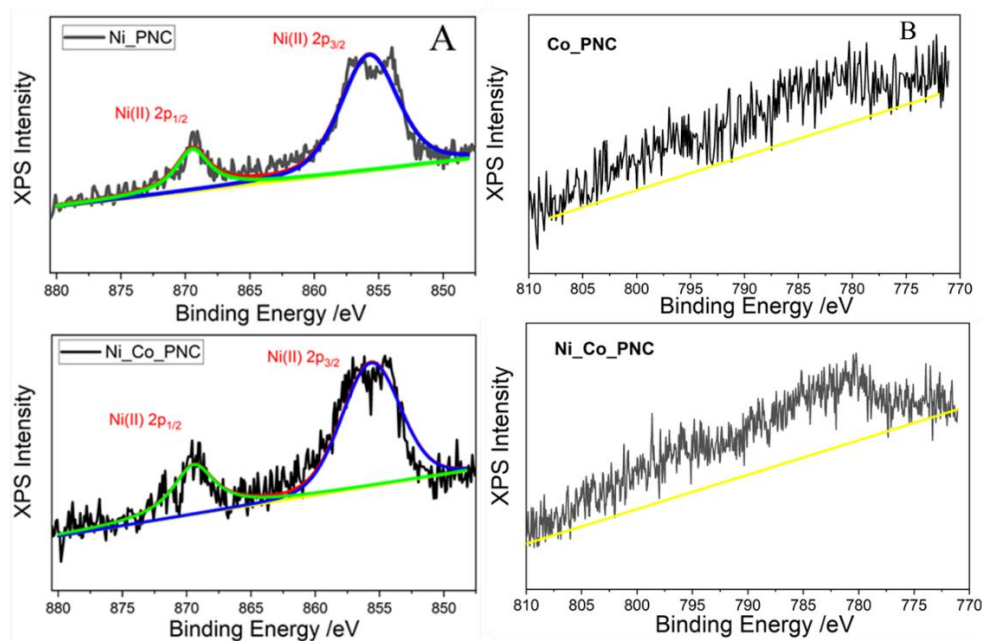 Ni_PNC
A
Ni(II) 2p3/2
Ni(II) 2p1/2
XPS Intensity
880 875 870 865 860 855 850
Binding Energy /eV
Co_PNC
B
XPS Intensity
810 805 800 795 790 785 780 775 770
Binding Energy /eV
Ni_Co_PNC
Ni(II) 2p3/2
Ni(II) 2p1/2
XPS Intensity
880 875 870 865 860 855 850
Binding Energy /eV
Ni_Co_PNC
XPS Intensity
810 805 800 795 790 785 780 775 770
Binding Energy /eV